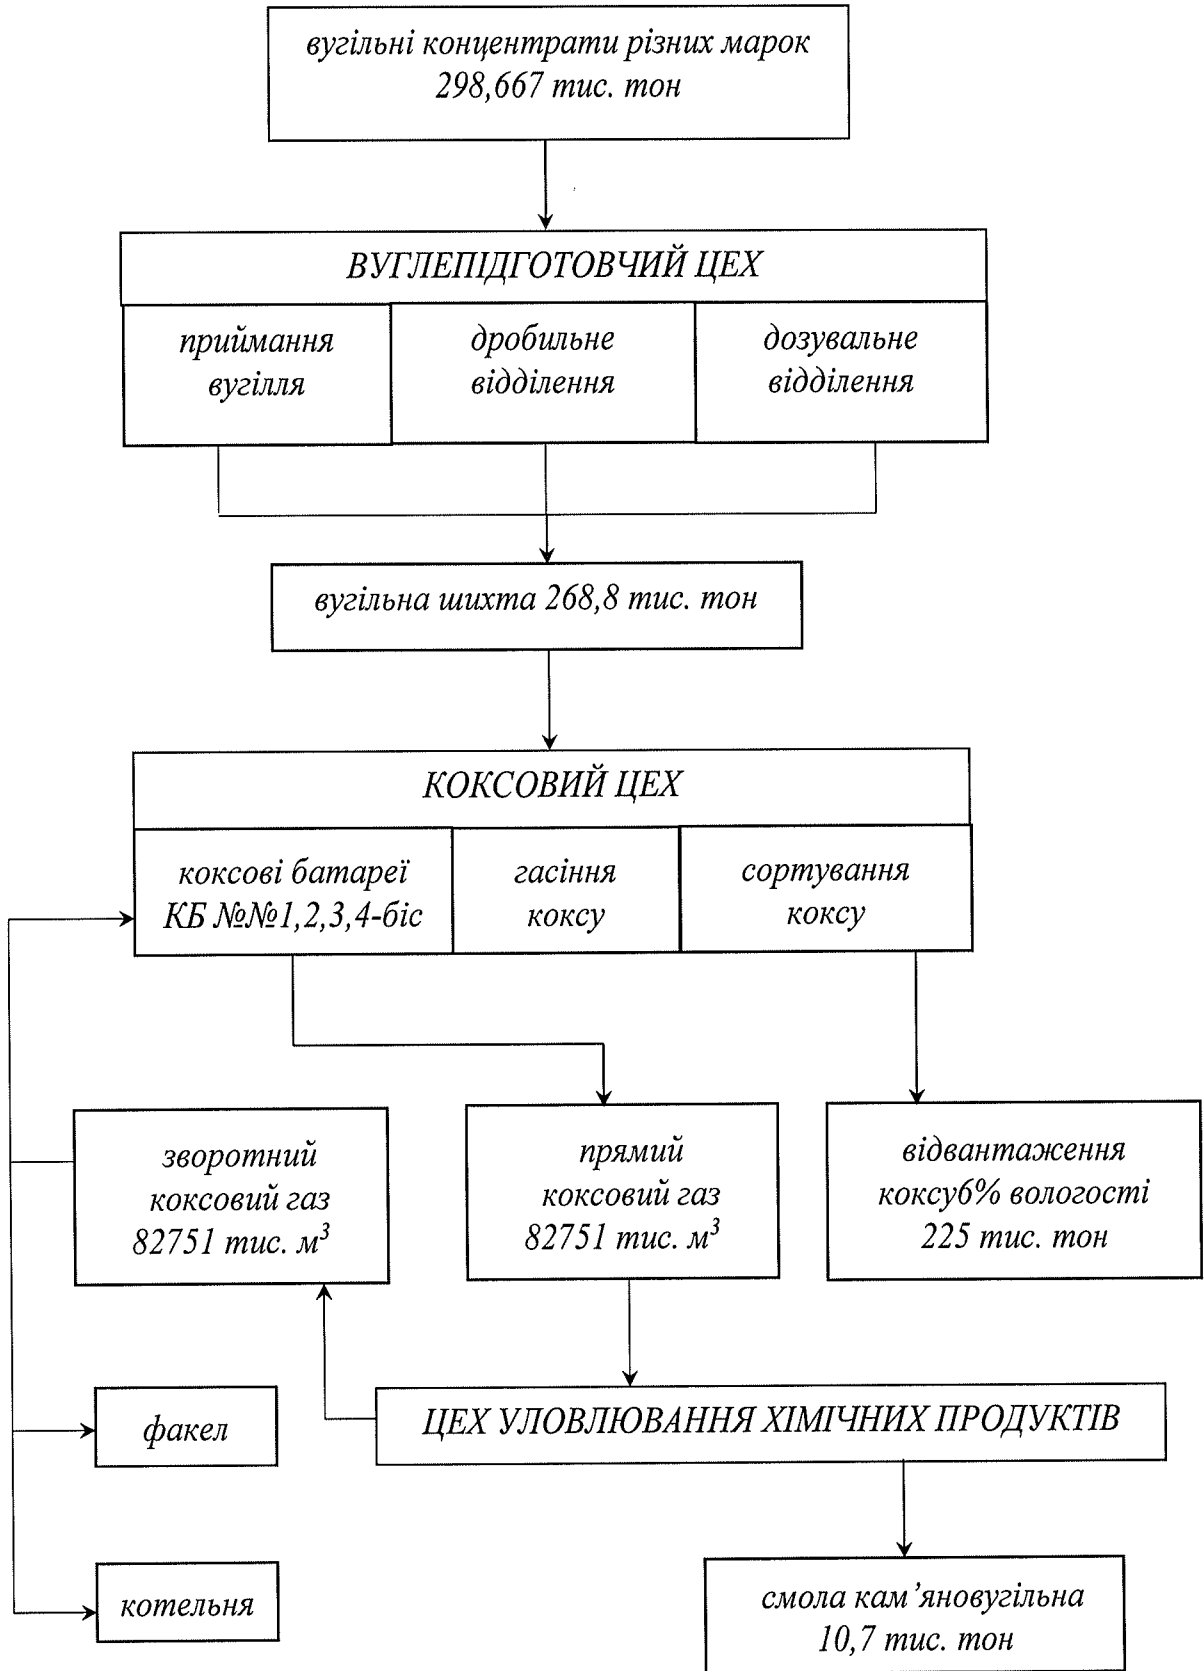 вугільні концентрати різних марок
298,667 тис. тон
ВУГЛЕПІДГОТОВЧИЙ ЦЕХ
приймання
вугілля
дробильне
відділення
дозувальне
відділення
вугільна шихта 268,8 тис. тон
КОКСОВИЙ ЦЕХ
коксові батареї
КБ №№1,2,3,4-біс
гасіння
коксу
сортування
коксу
зворотний
коксовий газ
82751 тис. м³
прямий
коксовий газ
82751 тис. м³
відвантаження
коксу6% вологості
225 тис. тон
факел
ЦЕХ УЛОВЛЮВАННЯ ХІМІЧНИХ ПРОДУКТІВ
котельня
смола кам’яновугільна
10,7 тис. тон